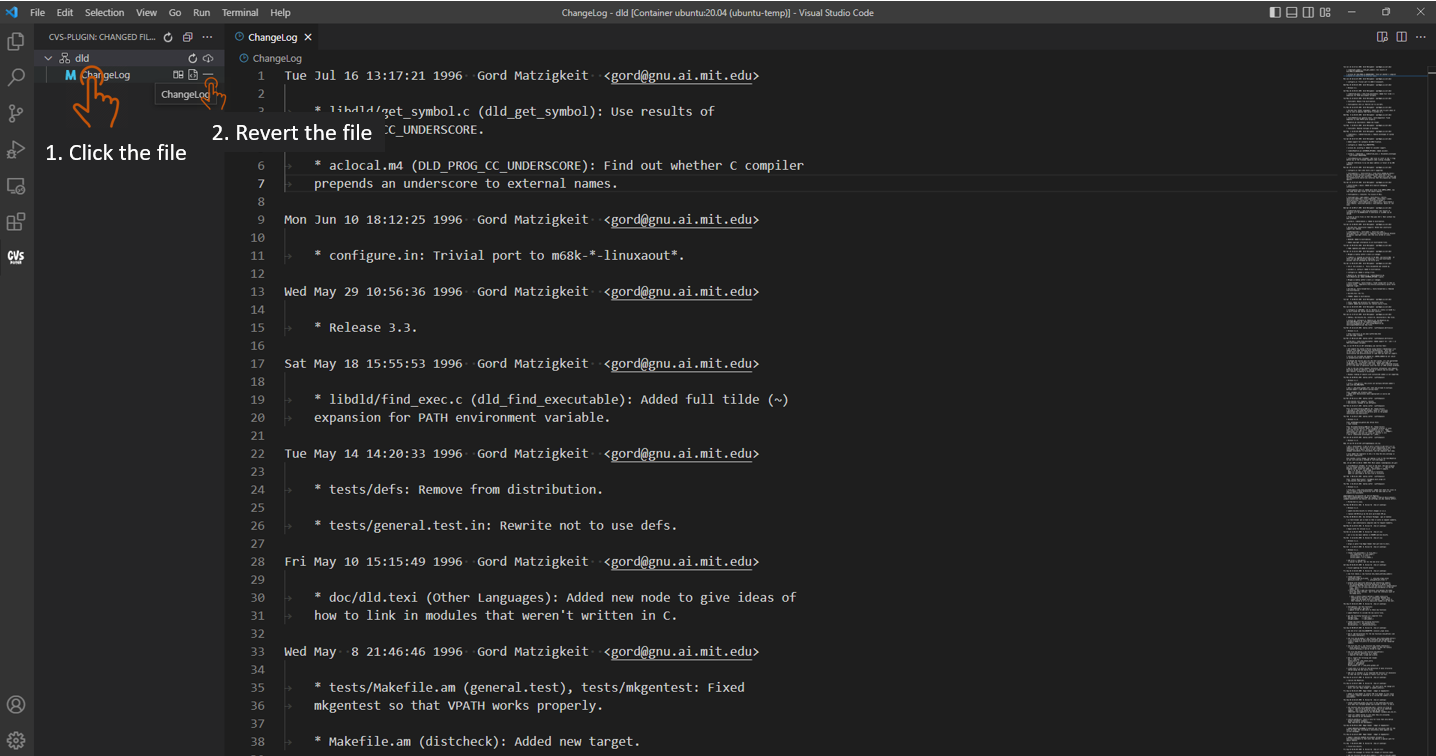 File Edit Selection View Go Run Terminal Help
ChangeLog - dld [Container ubuntu:20.04 (ubuntu-temp)] - Visual Studio Code
CVS-PLUGIN: CHANGED FIL...
ChangeLog
dld
ChangeLog
M ChangeLog
ChangeLog
1. Click the file
2. Revert the file
CVS
1 Tue Jul 16 13:17:21 1996  Gord Matzigkeit  <gord@gnu.ai.mit.edu>
2
3 * libdld/get_symbol.c (dld_get_symbol): Use results of
CC_UNDERSCORE.
6 * aclocal.m4 (DLD_PROG_CC_UNDERSCORE): Find out whether C compiler
7 prepends an underscore to external names.
8
9 Mon Jun 10 18:12:25 1996  Gord Matzigkeit  <gord@gnu.ai.mit.edu>
10
11 * configure.in: Trivial port to m68k-*-linuxaout*.
12
13 Wed May 29 10:56:36 1996  Gord Matzigkeit  <gord@gnu.ai.mit.edu>
14
15 * Release 3.3.
16
17 Sat May 18 15:55:53 1996  Gord Matzigkeit  <gord@gnu.ai.mit.edu>
18
19 * libdld/find_exec.c (dld_find_executable): Added full tilde (~)
20 expansion for PATH environment variable.
21
22 Tue May 14 14:20:33 1996  Gord Matzigkeit  <gord@gnu.ai.mit.edu>
23
24 * tests/defs: Remove from distribution.
25
26 * tests/general.test.in: Rewrite not to use defs.
27
28 Fri May 10 15:15:49 1996  Gord Matzigkeit  <gord@gnu.ai.mit.edu>
29
30 * doc/dld.texi (Other Languages): Added new node to give ideas of
31 how to link in modules that weren't written in C.
32
33 Wed May  8 21:46:46 1996  Gord Matzigkeit  <gord@gnu.ai.mit.edu>
34
35 * tests/Makefile.am (general.test), tests/mkgentest: Fixed
36 mkgentest so that VPATH works properly.
37
38 * Makefile.am (distcheck): Added new target.